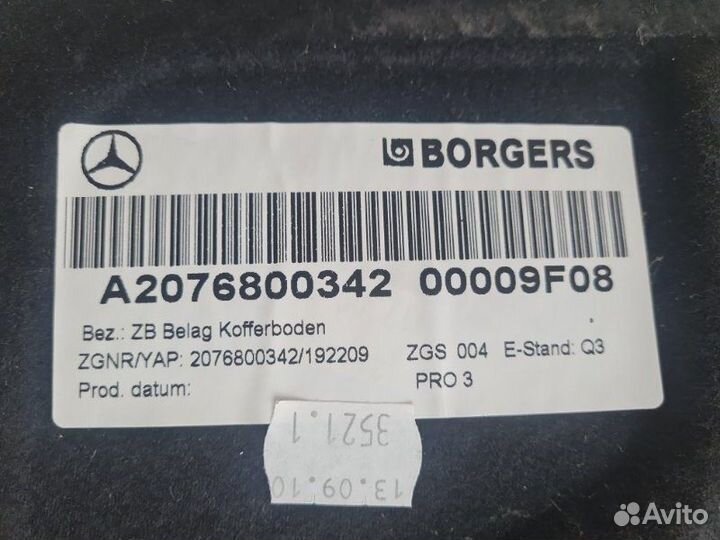 BORGERS
A2076800342 00009F08
Bez.: ZB Belag Kofferboden
ZGNR/YAP: 2076800342/192209 ZGS 004 E-Stand: Q3
Prod. datum: PRO 3
3521.1
13.09.10
Avito